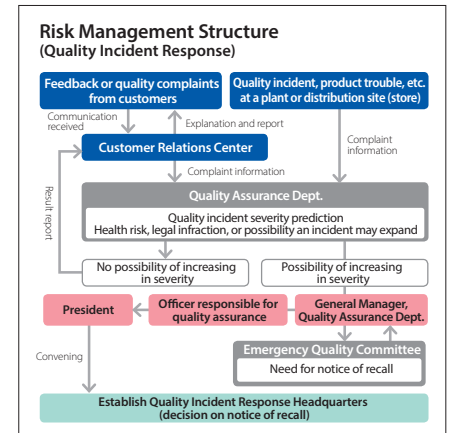 Risk Management Structure
(Quality Incident Response)
Feedback or quality complaints
from customers
Quality incident, product trouble, etc.
at a plant or distribution site (store)
Communication
received
Explanation and report
Complaint
information
Customer Relations Center
Complaint information
Result report
Quality Assurance Dept.
Quality incident severity prediction
Health risk, legal infraction, or possibility an incident may expand
No possibility of increasing
in severity
Possibility of increasing
in severity
President
Officer responsible for
quality assurance
General Manager,
Quality Assurance Dept.
Convening
Emergency Quality Committee
Need for notice of recall
Establish Quality Incident Response Headquarters
(decision on notice of recall)